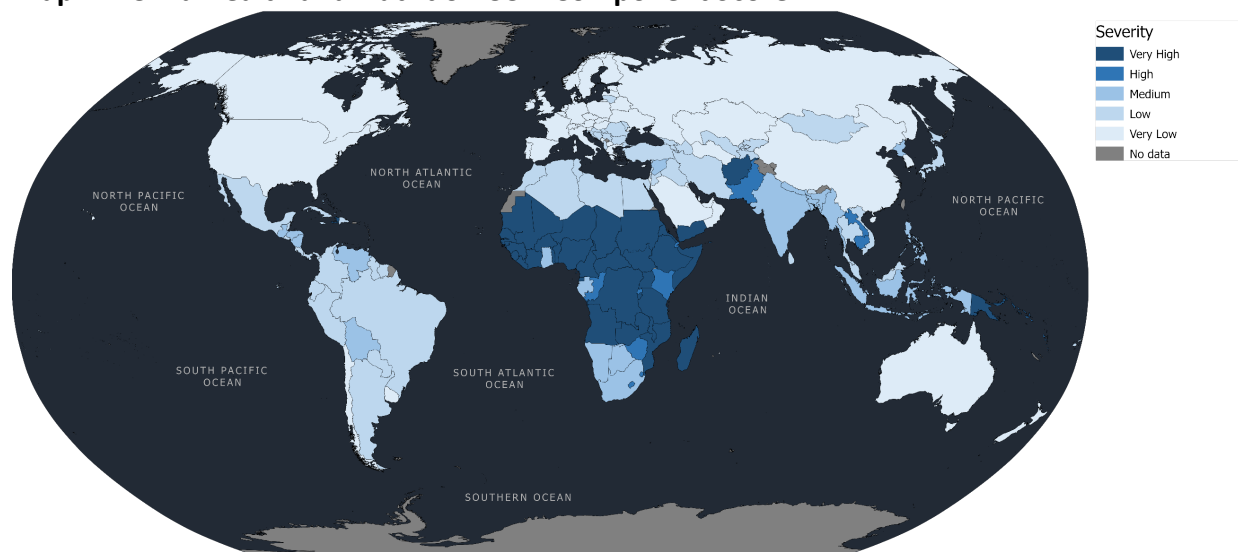 Severity
Very High
High
Medium
Low
Very Low
No data
NORTH PACIFIC
OCEAN
NORTH ATLANTIC
OCEAN
NORTH PACIFIC
OCEAN
INDIAN
OCEAN
SOUTH PACIFIC
OCEAN
SOUTH ATLANTIC
OCEAN
SOUTHERN OCEAN